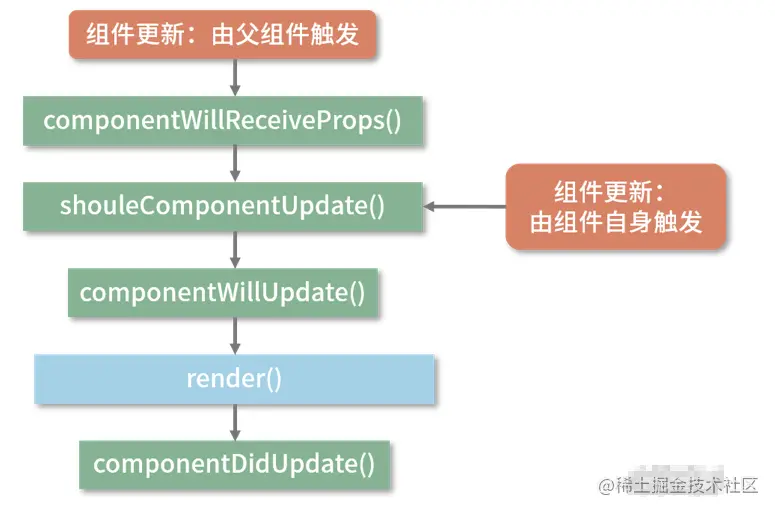 组件更新：由父组件触发
componentWillReceiveProps()
shouleComponentUpdate()
组件更新：
由组件自身触发
componentWillUpdate()
render()
componentDidUpdate()
@稀土掘金技术社区